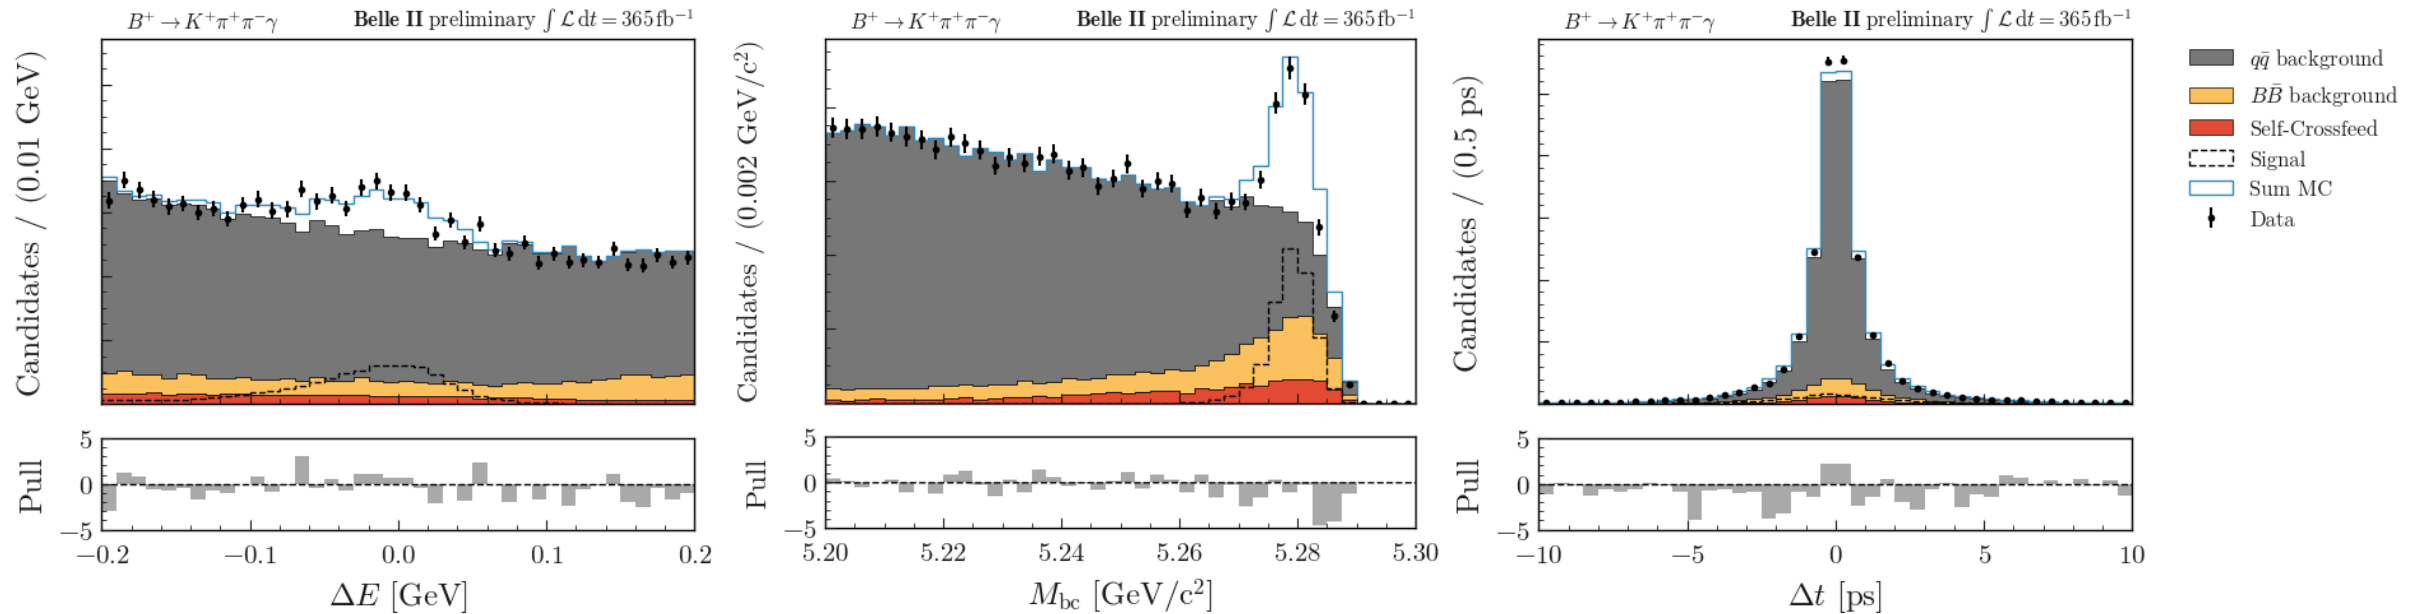 B⁺ → K⁺π⁺π⁻γ Belle II preliminary ∫ ℒ dt = 365 fb⁻¹
Candidates / (0.01 GeV)
5
0
−5
Pull
−0.2 −0.1 0.0 0.1 0.2
ΔE [GeV]
B⁺ → K⁺π⁺π⁻γ Belle II preliminary ∫ ℒ dt = 365 fb⁻¹
Candidates / (0.002 GeV/c²)
5
0
−5
Pull
5.20 5.22 5.24 5.26 5.28 5.30
M_bc [GeV/c²]
B⁺ → K⁺π⁺π⁻γ Belle II preliminary ∫ ℒ dt = 365 fb⁻¹
Candidates / (0.5 ps)
5
0
−5
Pull
−10 −5 0 5 10
Δt [ps]
qq̄ background
BB̄ background
Self-Crossfeed
Signal
Sum MC
Data